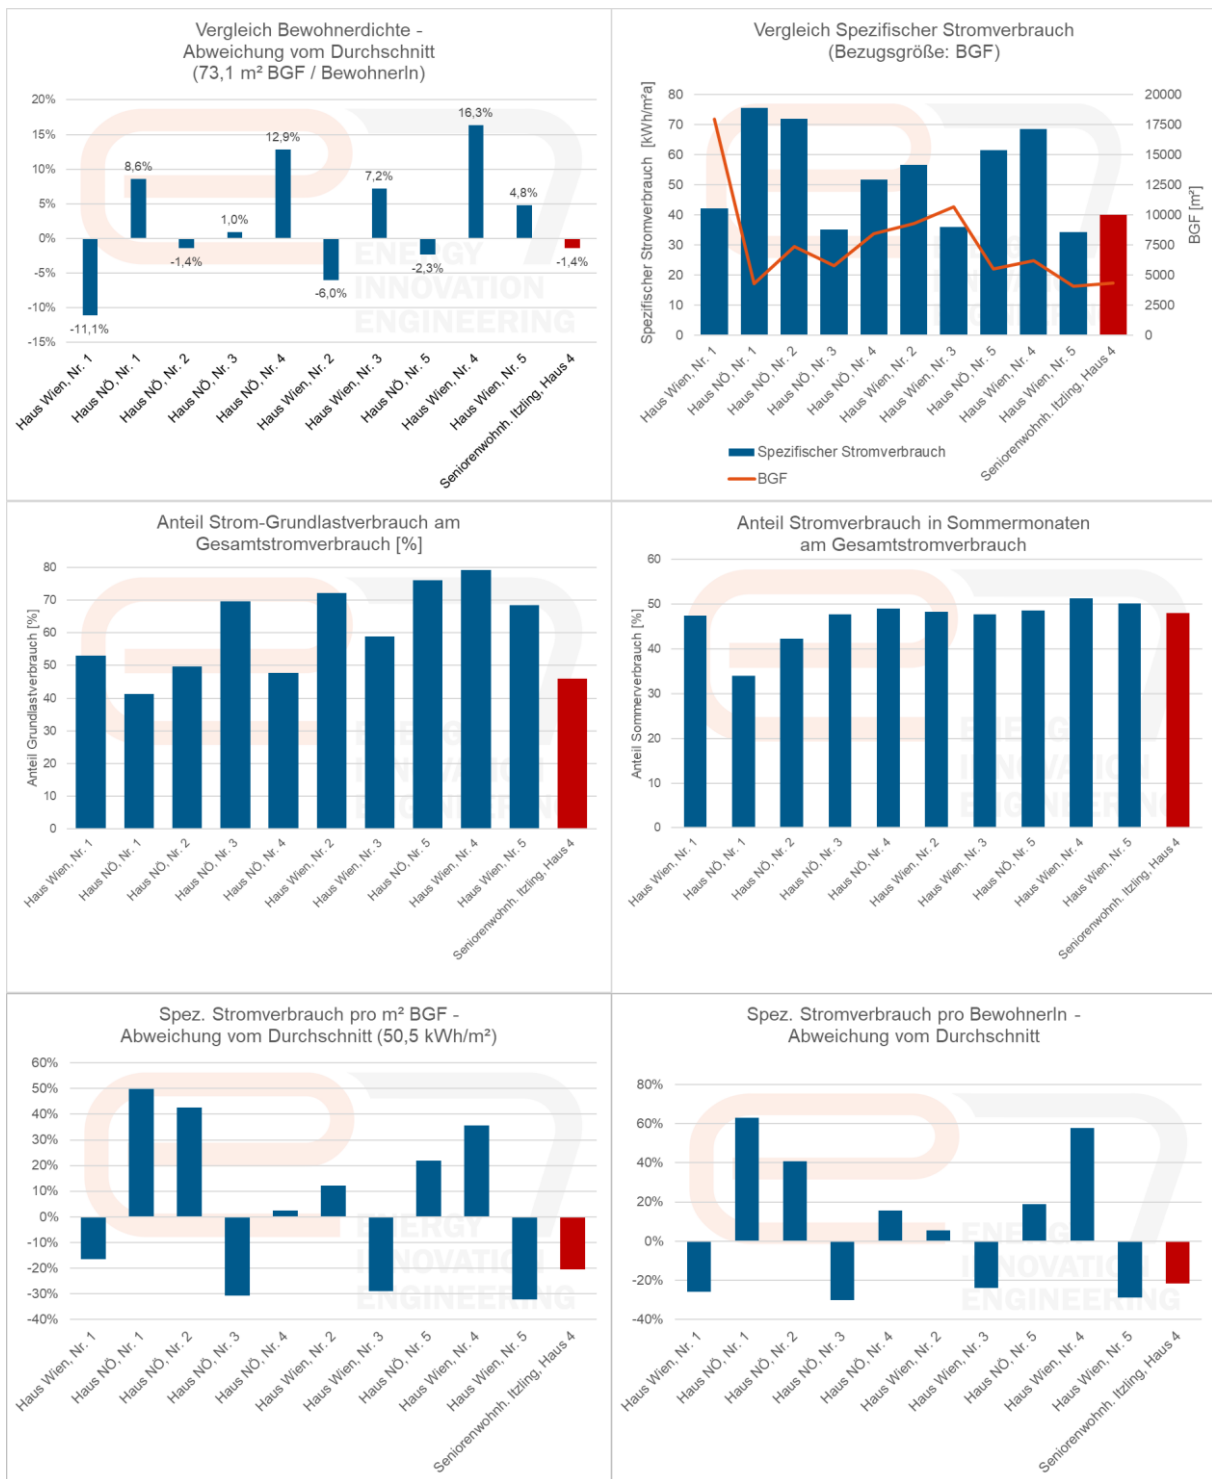 Vergleich Bewohnerdichte -
Abweichung vom Durchschnitt
(73,1 m² BGF / BewohnerIn)
20%
15%
10%
5%
0%
-5%
-10%
-15%
-11,1%
8,6%
-1,4%
1,0%
12,9%
-6,0%
7,2%
-2,3%
16,3%
4,8%
-1,4%
ENERGY
INNOVATION
ENGINEERING
Haus Wien, Nr. 1
Haus NÖ, Nr. 1
Haus NÖ, Nr. 2
Haus NÖ, Nr. 3
Haus NÖ, Nr. 4
Haus Wien, Nr. 2
Haus Wien, Nr. 3
Haus NÖ, Nr. 5
Haus Wien, Nr. 4
Haus Wien, Nr. 5
Seniorenwohnh. Itzling, Haus 4
Vergleich Spezifischer Stromverbrauch
(Bezugsgröße: BGF)
Spezifischer Stromverbrauch [kWh/m²a]
80
70
60
50
40
30
20
10
0
20000
17500
15000
12500
10000
7500
5000
2500
0
BGF [m²]
Haus Wien, Nr. 1
Haus NÖ, Nr. 1
Haus NÖ, Nr. 2
Haus NÖ, Nr. 3
Haus NÖ, Nr. 4
Haus Wien, Nr. 2
Haus Wien, Nr. 3
Haus NÖ, Nr. 5
Haus Wien, Nr. 4
Haus Wien, Nr. 5
Seniorenwohnh. Itzling, Haus 4
Spezifischer Stromverbrauch
BGF
Anteil Strom-Grundlastverbrauch am
Gesamtstromverbrauch [%]
Anteil Grundlastverbrauch [%]
80
70
60
50
40
30
20
10
0
Haus Wien, Nr. 1
Haus NÖ, Nr. 1
Haus NÖ, Nr. 2
Haus NÖ, Nr. 3
Haus NÖ, Nr. 4
Haus Wien, Nr. 2
Haus Wien, Nr. 3
Haus NÖ, Nr. 5
Haus Wien, Nr. 4
Haus Wien, Nr. 5
Seniorenwohnh. Itzling, Haus 4
Anteil Stromverbrauch in Sommermonaten
am Gesamtstromverbrauch
Anteil Sommerverbrauch [%]
60
50
40
30
20
10
0
Haus Wien, Nr. 1
Haus NÖ, Nr. 1
Haus NÖ, Nr. 2
Haus NÖ, Nr. 3
Haus NÖ, Nr. 4
Haus Wien, Nr. 2
Haus Wien, Nr. 3
Haus NÖ, Nr. 5
Haus Wien, Nr. 4
Haus Wien, Nr. 5
Seniorenwohnh. Itzling, Haus 4
Spez. Stromverbrauch pro m² BGF -
Abweichung vom Durchschnitt (50,5 kWh/m²)
60%
50%
40%
30%
20%
10%
0%
-10%
-20%
-30%
-40%
ENERGY
INNOVATION
ENGINEERING
Haus Wien, Nr. 1
Haus NÖ, Nr. 1
Haus NÖ, Nr. 2
Haus NÖ, Nr. 3
Haus NÖ, Nr. 4
Haus Wien, Nr. 2
Haus Wien, Nr. 3
Haus NÖ, Nr. 5
Haus Wien, Nr. 4
Haus Wien, Nr. 5
Seniorenwohnh. Itzling, Haus 4
Spez. Stromverbrauch pro BewohnerIn -
Abweichung vom Durchschnitt
80%
60%
40%
20%
0%
-20%
-40%
ENERGY
INNOVATION
ENGINEERING
Haus Wien, Nr. 1
Haus NÖ, Nr. 1
Haus NÖ, Nr. 2
Haus NÖ, Nr. 3
Haus NÖ, Nr. 4
Haus Wien, Nr. 2
Haus Wien, Nr. 3
Haus NÖ, Nr. 5
Haus Wien, Nr. 4
Haus Wien, Nr. 5
Seniorenwohnh. Itzling, Haus 4